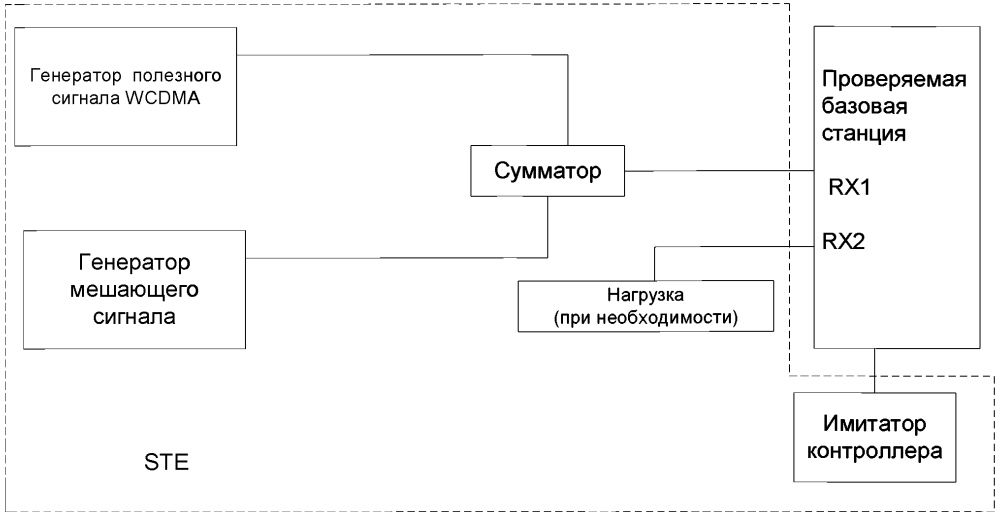 Генератор полезного
сигнала WCDMA
Проверяемая
базовая
станция
Сумматор
RX1
RX2
Генератор
мешающего
сигнала
Нагрузка
(при необходимости)
Имитатор
контроллера
STE